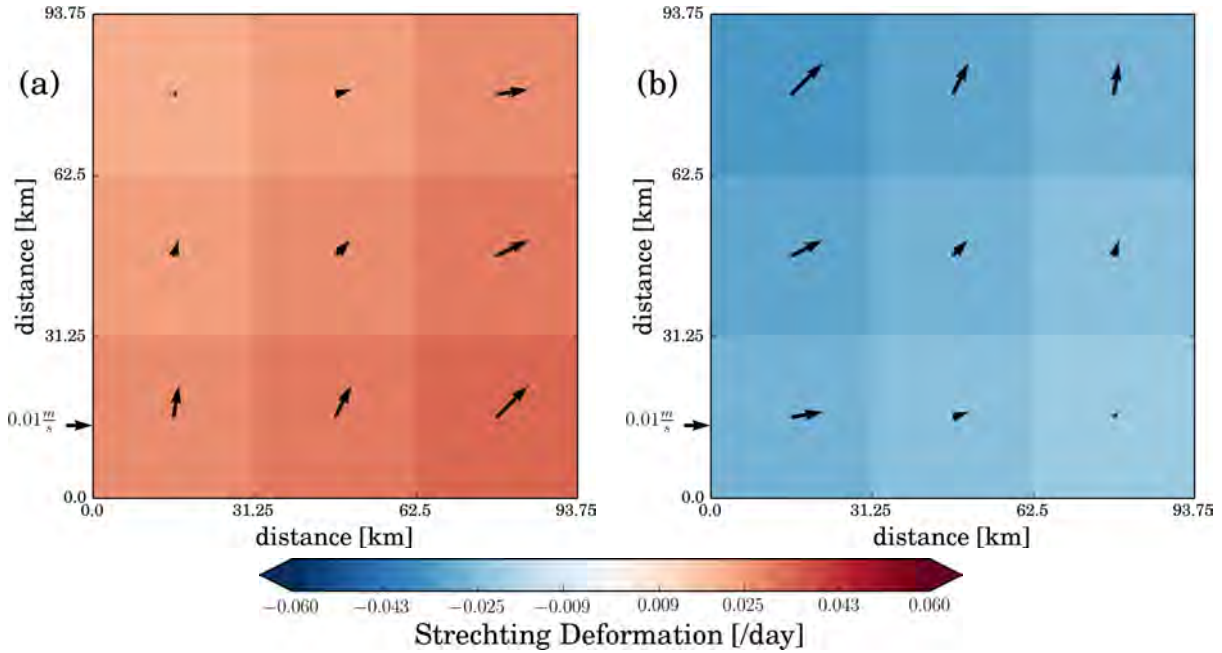 93.75
(a)
62.5
distance [km]
31.25
0.01 m/s
0.0
0.0 31.25 62.5 93.75
distance [km]
93.75
(b)
62.5
distance [km]
31.25
0.01 m/s
0.0
0.0 31.25 62.5 93.75
distance [km]
−0.060 −0.043 −0.025 −0.009 0.009 0.025 0.043 0.060
Strechting Deformation [/day]